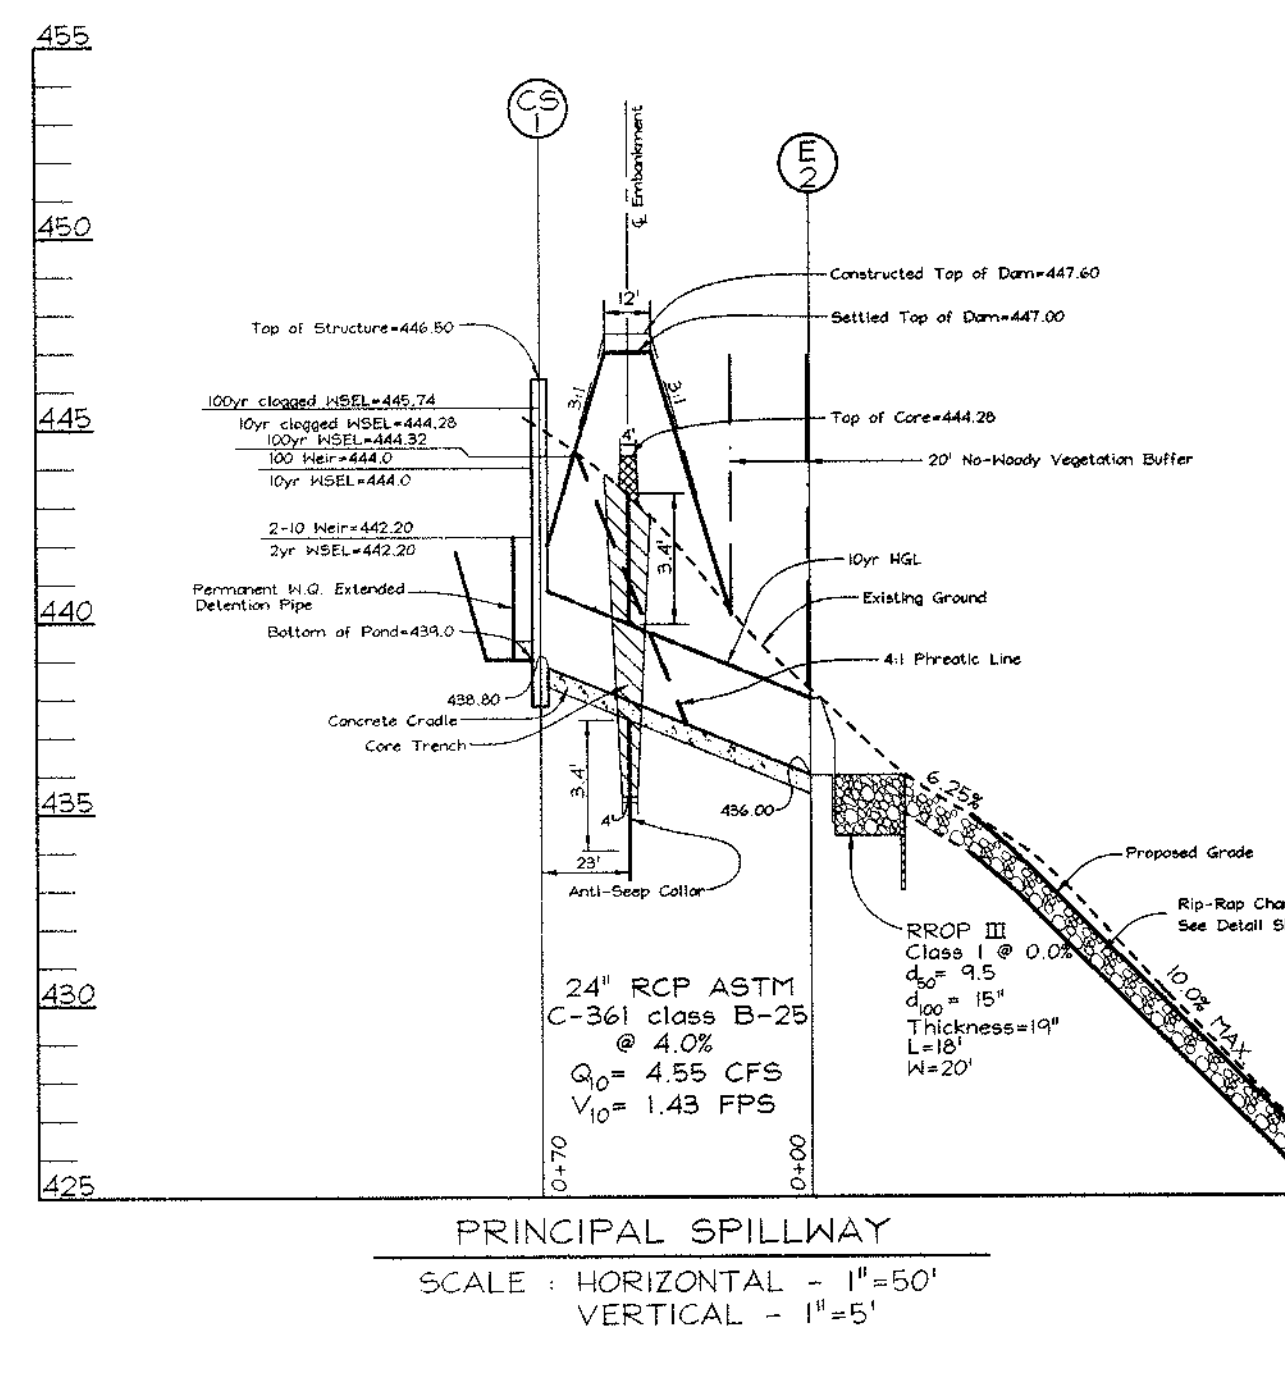 455
450
445
440
435
430
425
CS
1
E
2
℄ Embankment
12'
Constructed Top of Dam=447.60
Settled Top of Dam=447.00
Top of Structure=446.50
3:1
3:1
100yr clogged WSEL=445.74
10yr clogged WSEL=444.28
100yr WSEL=444.32
100 Weir=444.0
10yr WSEL=444.0
4'
Top of Core=444.28
20' No-Woody Vegetation Buffer
2-10 Weir=442.20
2yr WSEL=442.20
3.4'
10yr HGL
Permanent W.Q. Extended
Detention Pipe
Existing Ground
Bottom of Pond=439.0
4:1 Phreatic Line
438.80
Concrete Cradle
Core Trench
3.4'
4'
436.00
6.25%
23'
Anti-Seep Collar
Proposed Grade
Rip-Rap Cha
See Detail S
10.0% MAX.
RROP III
Class 1 @ 0.0%
d50= 9.5
d100= 15"
Thickness=19"
L=18'
W=20'
24" RCP ASTM
C-361 class B-25
@ 4.0%
Q10= 4.55 CFS
V10= 1.43 FPS
0+70
0+00
PRINCIPAL SPILLWAY
SCALE : HORIZONTAL - 1"=50'
VERTICAL - 1"=5'